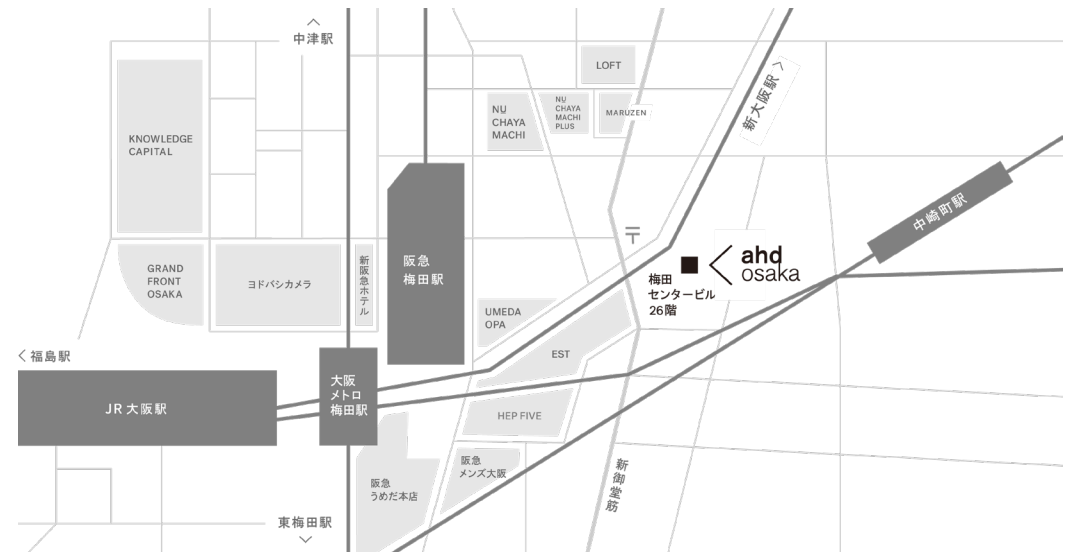 中津駅
LOFT
新大阪駅
NU
CHAYA
MACHI
NU
CHAYA
MACHI
PLUS
MARUZEN
KNOWLEDGE
CAPITAL
中崎町駅
〒
ahd
osaka
梅田
センタービル
26階
GRAND
FRONT
OSAKA
ヨドバシカメラ
新阪急ホテル
阪急
梅田駅
UMEDA
OPA
EST
福島駅
JR 大阪駅
大阪
メトロ
梅田駅
HEP FIVE
阪急
メンズ大阪
阪急
うめだ本店
新御堂筋
東梅田駅